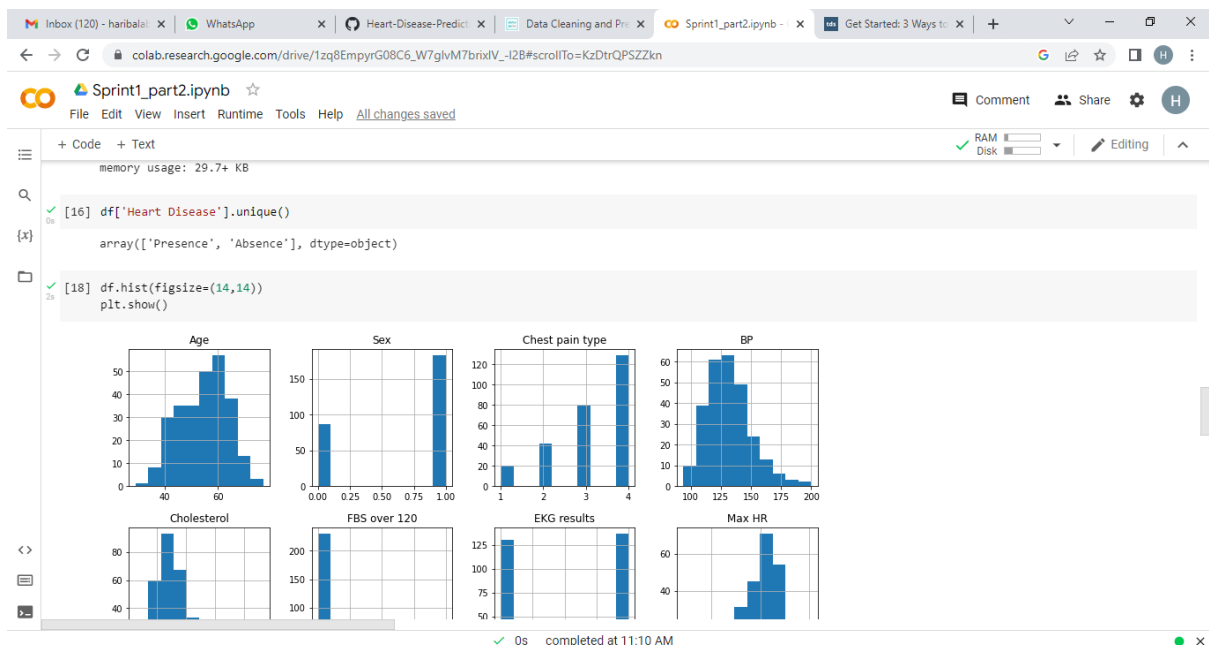 Inbox (120) - haribala
WhatsApp
Heart-Disease-Predict
Data Cleaning and Pre
Sprint1_part2.ipynb -
tds
Get Started: 3 Ways to
colab.research.google.com/drive/1zq8EmpyrG08C6_W7glvM7brixIV_-I2B#scrollTo=KzDtrQPSZZkn
H
Sprint1_part2.ipynb
Comment
Share
H
File Edit View Insert Runtime Tools Help All changes saved
+ Code + Text
RAM
Disk
Editing
memory usage: 29.7+ KB
0s
[16] df['Heart Disease'].unique()
{x}
array(['Presence', 'Absence'], dtype=object)
2s
[18] df.hist(figsize=(14,14))
plt.show()
Age
50
40
30
20
10
0
40 60
Sex
150
100
50
0
0.00 0.25 0.50 0.75 1.00
Chest pain type
120
100
80
60
40
20
0
1 2 3 4
BP
60
50
40
30
20
10
0
100 125 150 175 200
Cholesterol
80
60
40
FBS over 120
200
150
100
EKG results
125
100
75
50
Max HR
60
40
0s completed at 11:10 AM